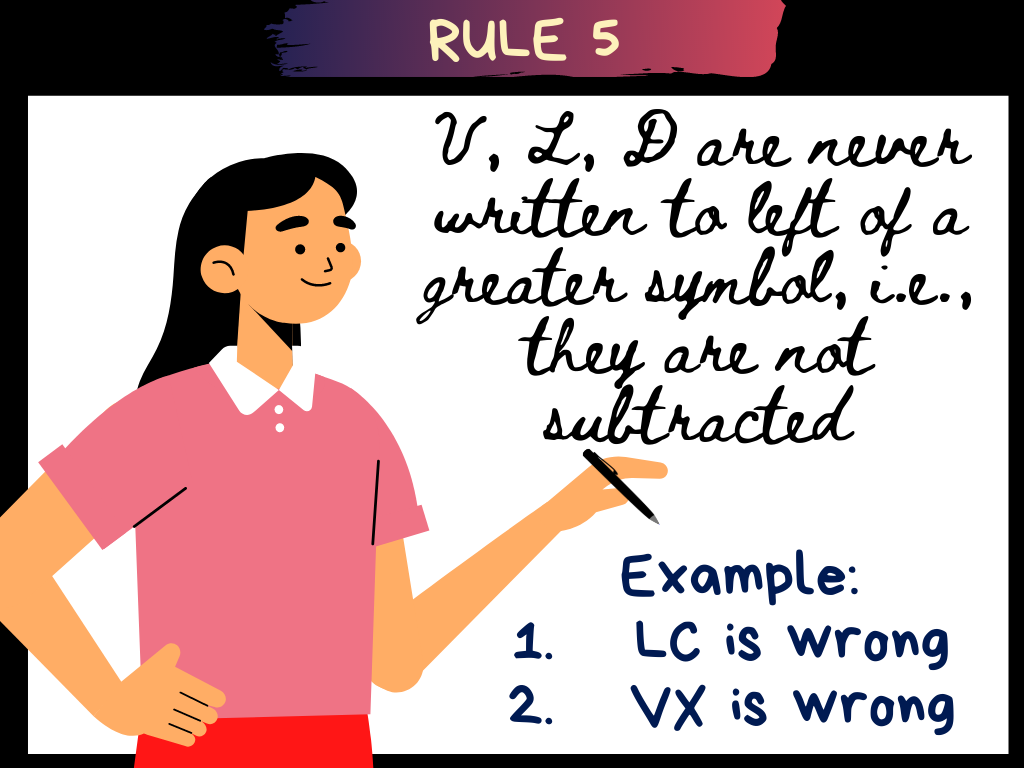 RULE 5
V, L, D are never
written to left of a
greater symbol, i.e.,
they are not
subtracted
Example:
1. LC is wrong
2. VX is wrong